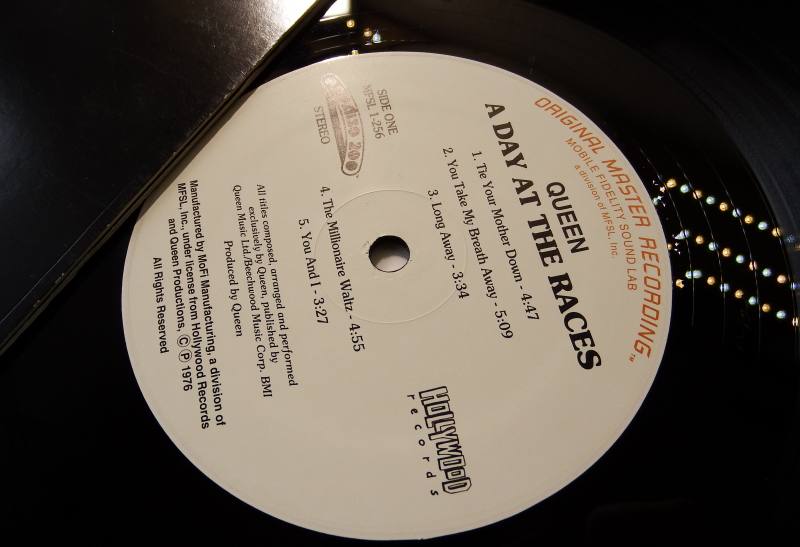 ORIGINAL MASTER RECORDING™
MOBILE FIDELITY SOUND LAB
a division of MFSL, Inc.
QUEEN
A DAY AT THE RACES
SIDE ONE
MFSL 1-256
STEREO
1. Tie Your Mother Down - 4:47
2. You Take My Breath Away - 5:09
3. Long Away - 3:34
4. The Millionaire Waltz - 4:55
5. You And I - 3:27
HOLLYWOOD
records
All titles composed, arranged and performed
exclusively by Queen, published by
Queen Music Ltd./Beechwood Music Corp. BMI
Produced by Queen
Manufactured by MoFi Manufacturing, a division of
MFSL, Inc., under license from Hollywood Records
and Queen Productions, Ⓒ Ⓟ 1976
All Rights Reserved